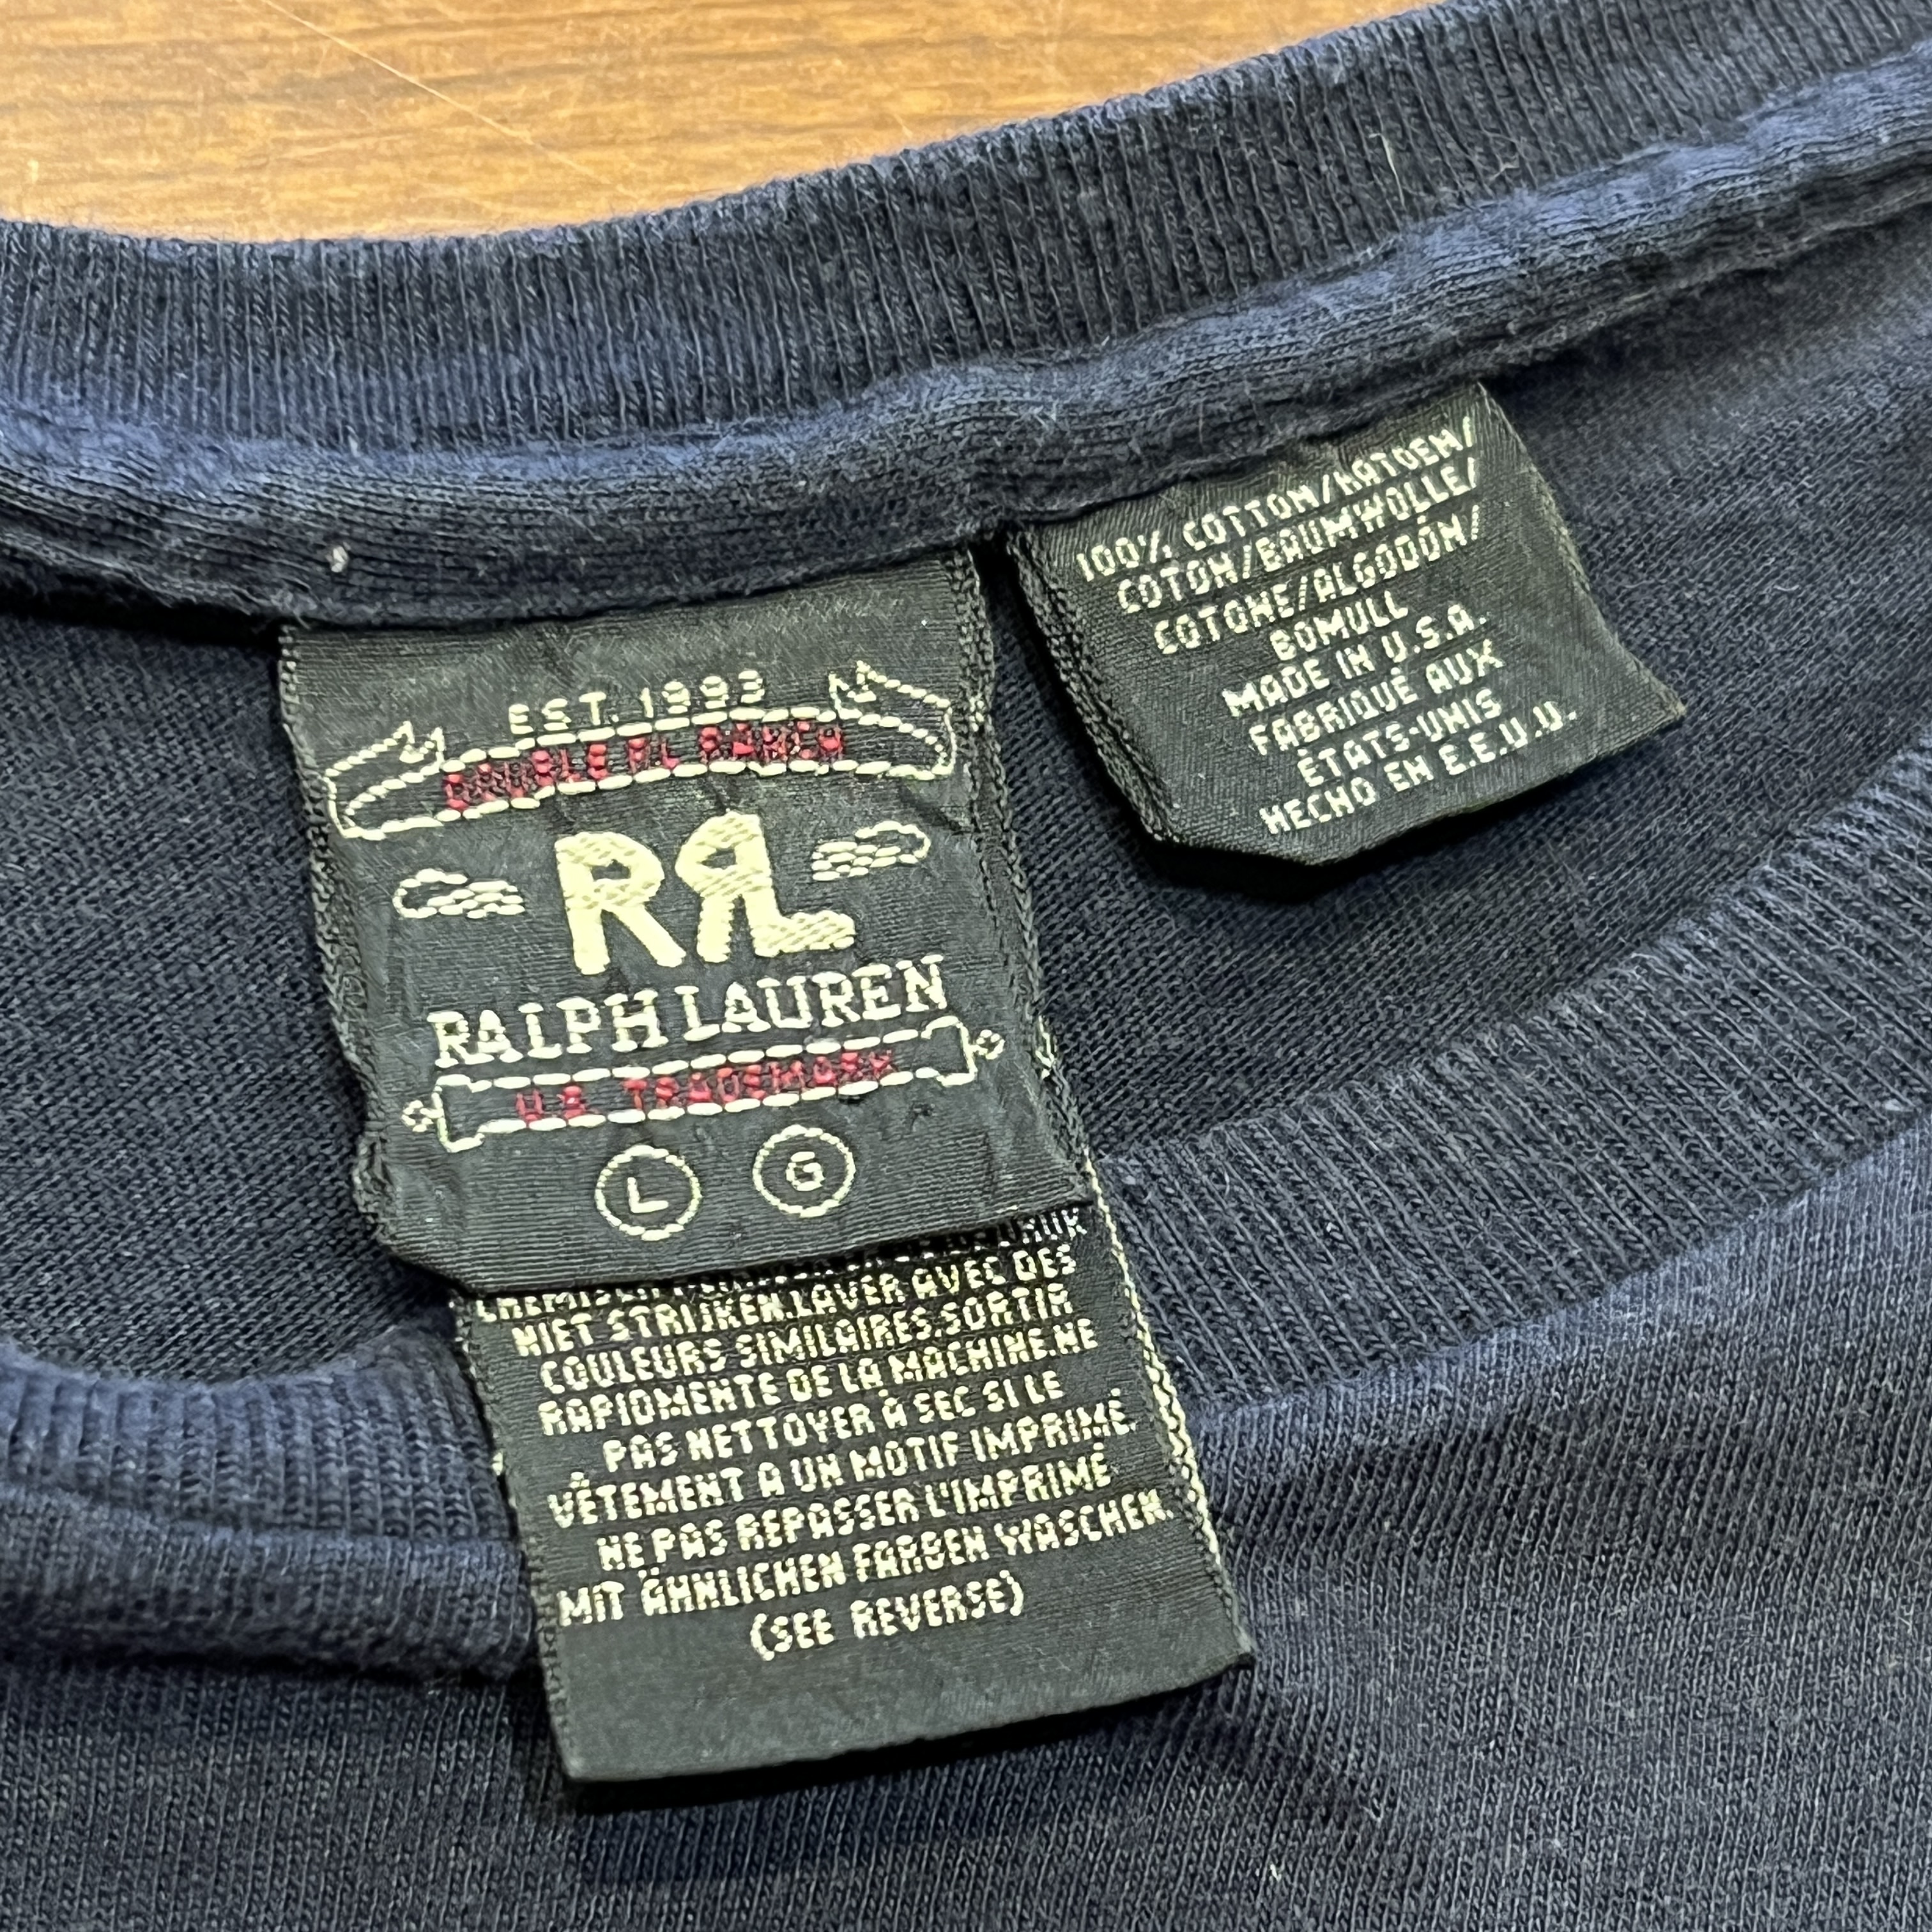 EST. 1993
DOUBLE RL RANCH
RRL
RALPH LAUREN
U.S. TRADEMARK
L G
NIET STRIJKEN.LAVER AVEC DES
COULEURS SIMILAIRES.SORTIR
RAPIDMENTE DE LA MACHINE.NE
PAS NETTOYER À SEC SI LE
VÊTEMENT A UN MOTIF IMPRIMÉ.
NE PAS REPASSER L'IMPRIMÉ
MIT ÄHNLICHEN FARBEN WASCHEN.
(SEE REVERSE)
100% COTTON/KATOEN/
COTON/BAUMWOLLE/
COTONE/ALGODÓN/
BOMULL
MADE IN U.S.A.
FABRIQUÉ AUX
ÉTATS-UNIS
HECHO EN E.E.U.U.